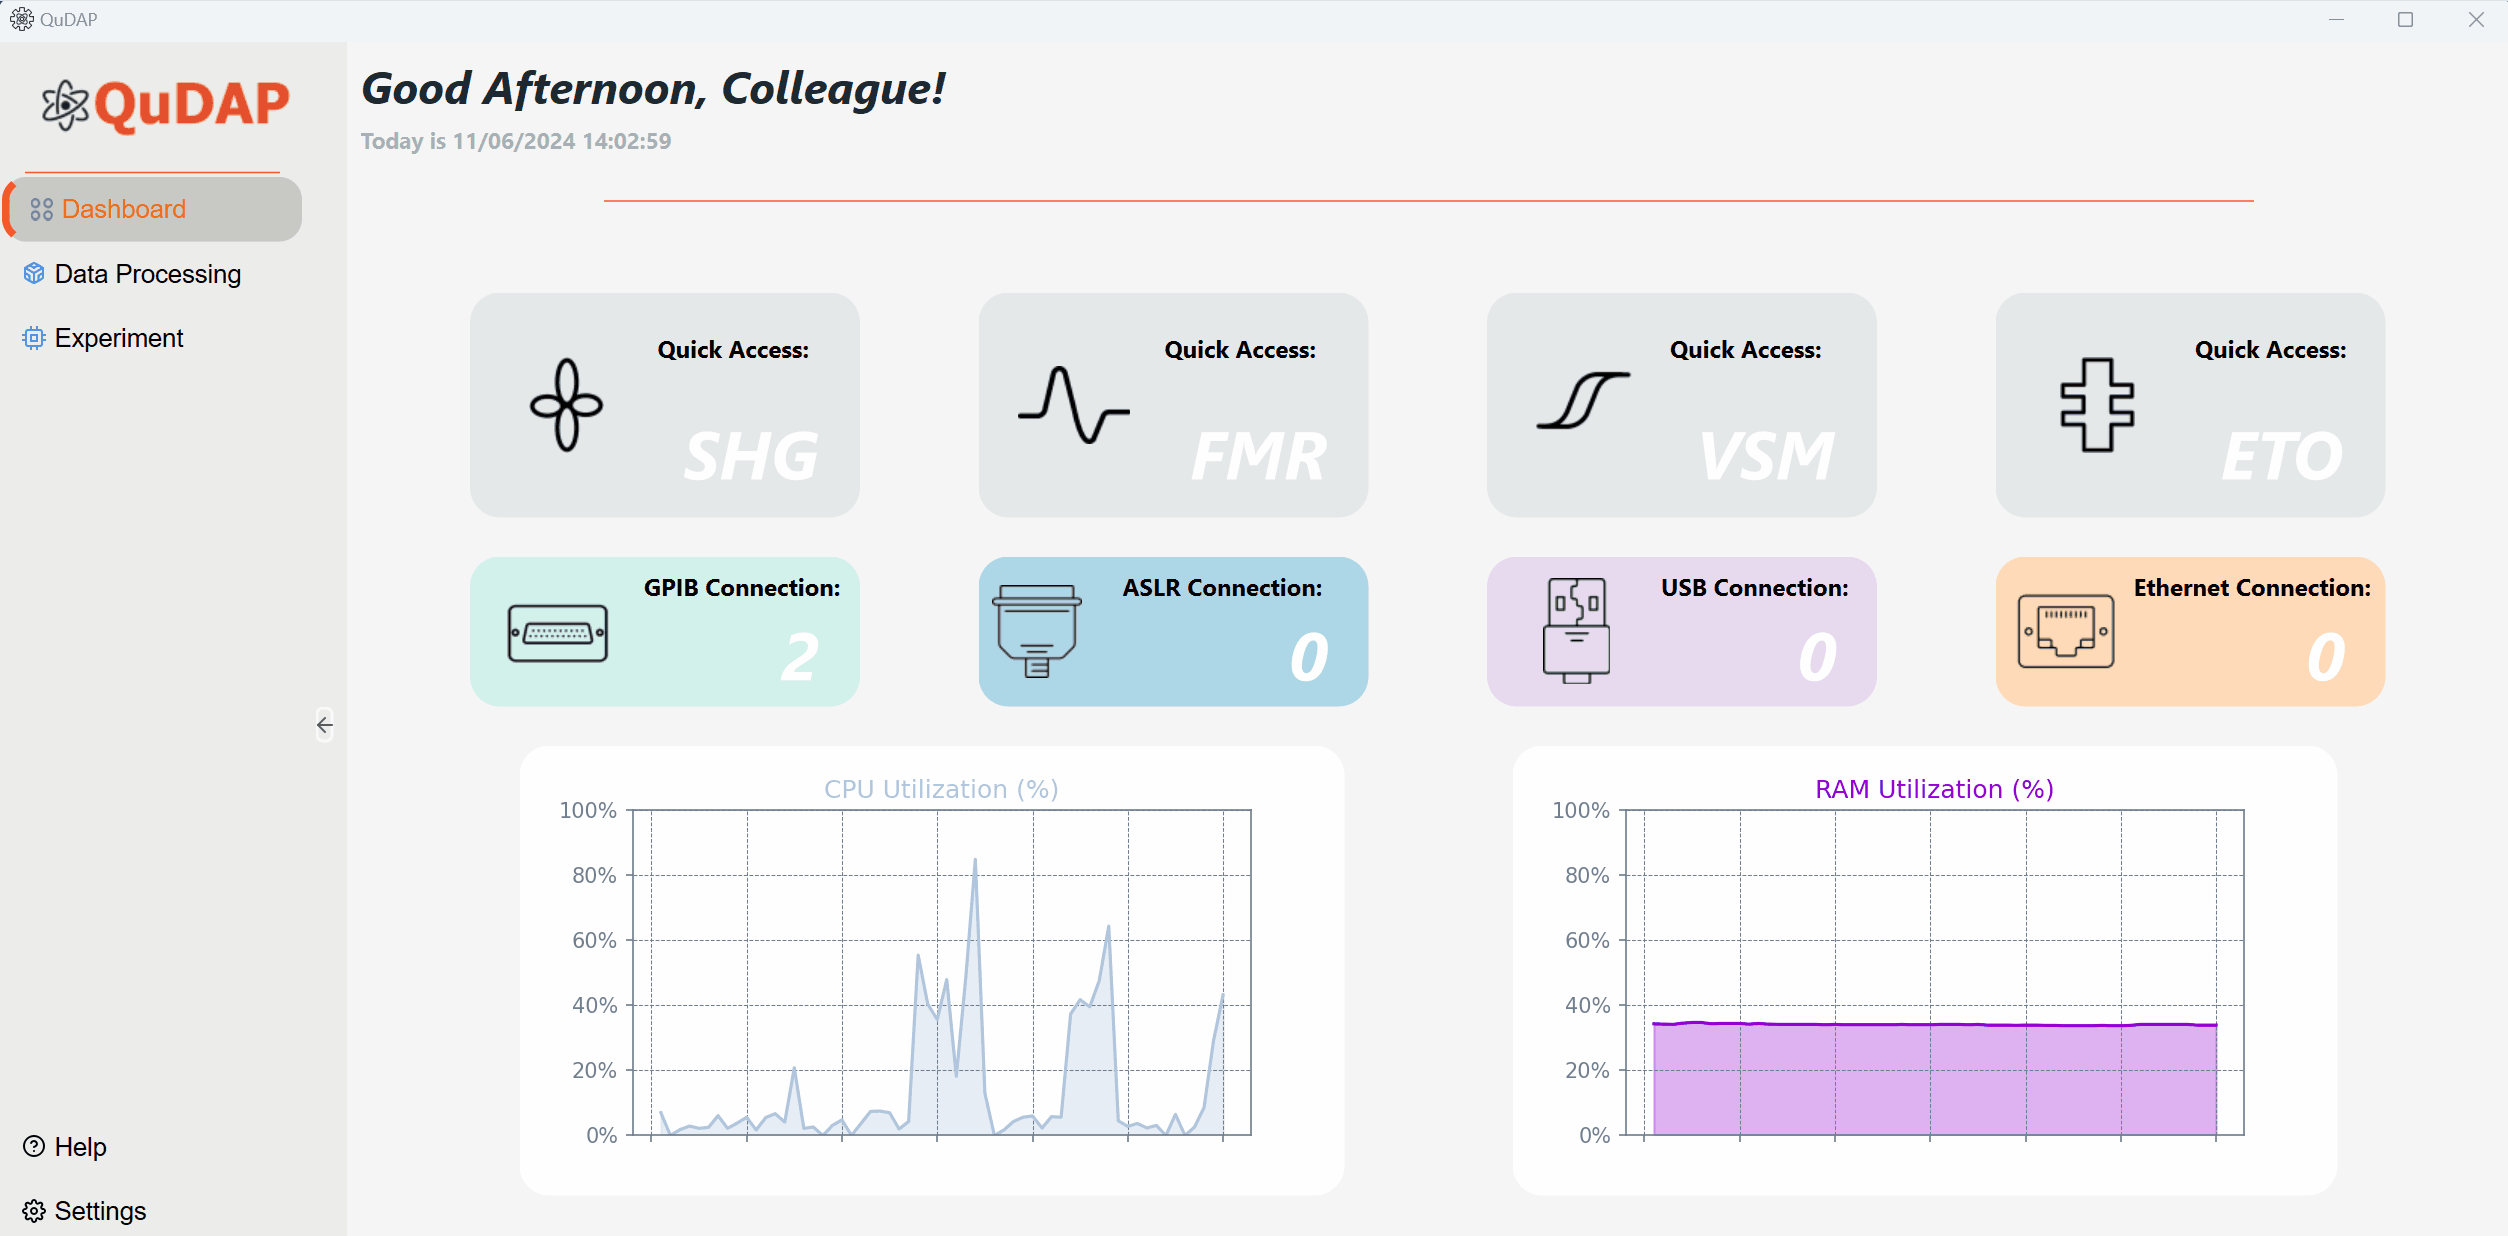 QuDAP
QuDAP
Dashboard
Data Processing
Experiment
Help
Settings
Good Afternoon, Colleague!
Today is 11/06/2024 14:02:59
Quick Access:
SHG
Quick Access:
FMR
Quick Access:
VSM
Quick Access:
ETO
GPIB Connection:
2
ASLR Connection:
0
USB Connection:
0
Ethernet Connection:
0
CPU Utilization (%)
100%
80%
60%
40%
20%
0%
RAM Utilization (%)
100%
80%
60%
40%
20%
0%